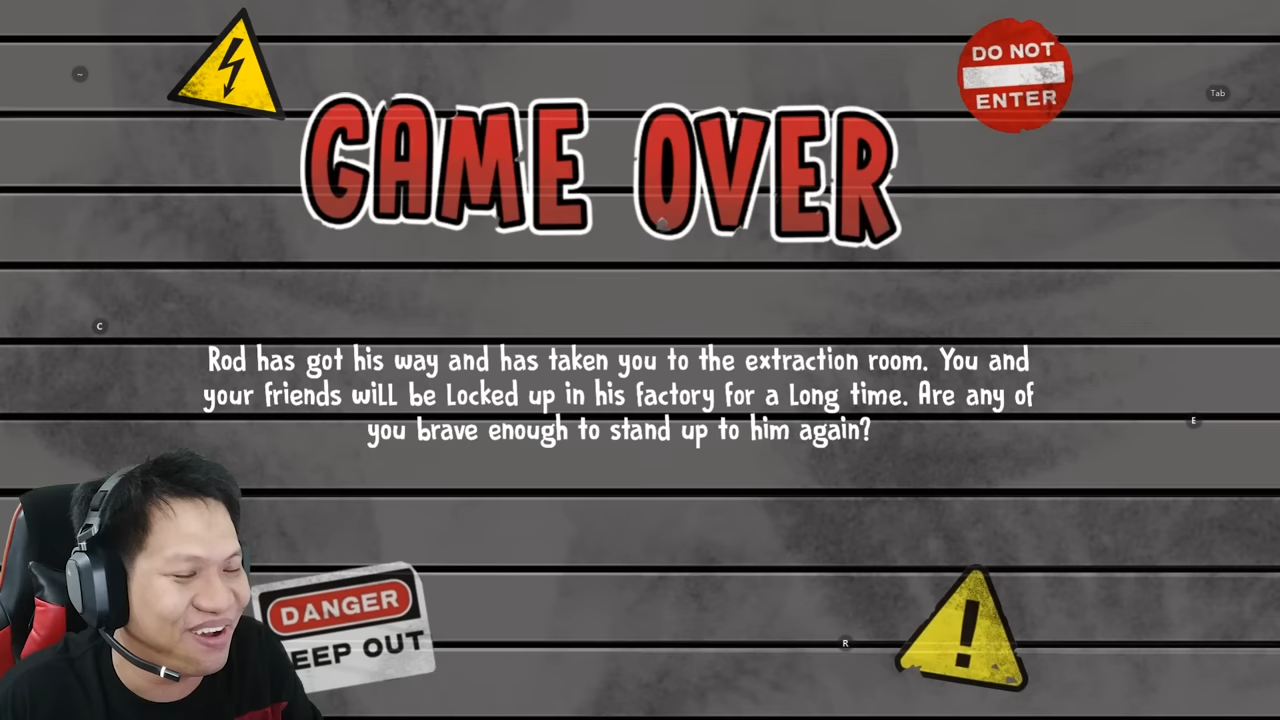 ~
DO NOT
ENTER
Tab
GAME OVER
C
Rod has got his way and has taken you to the extraction room. You and
your friends will be Locked up in his factory for a Long time. Are any of
you brave enough to stand up to him again?
E
DANGER
EEP OUT
R
!